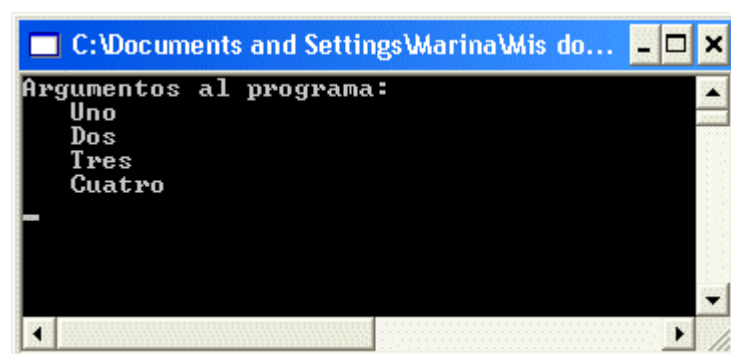 C:\Documents and Settings\Marina\Mis do...
Argumentos al programa:
Uno
Dos
Tres
Cuatro